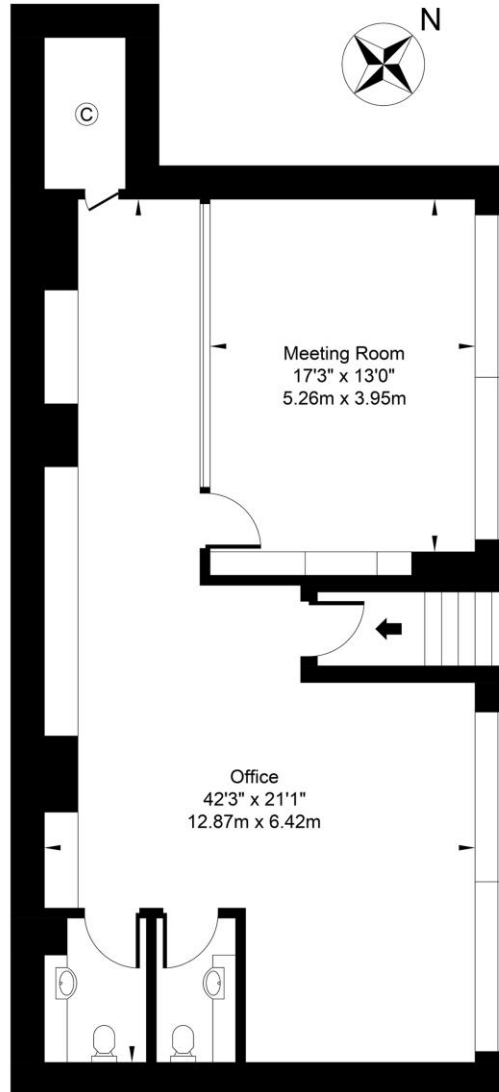 N
C
Meeting Room
17'3" x 13'0"
5.26m x 3.95m
Office
42'3" x 21'1"
12.87m x 6.42m